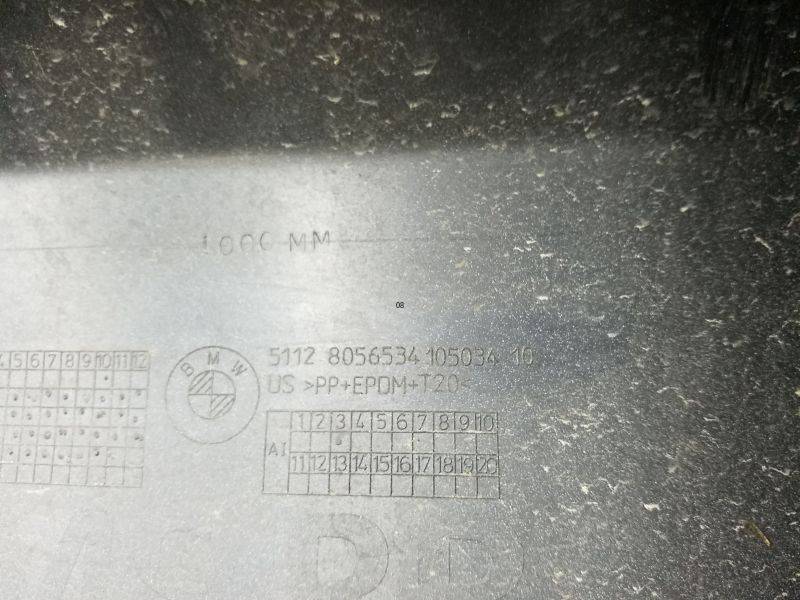 1000 MM
08
4 5 6 7 8 9 10 11 12
BMW
5112 8056534 105034 10
US >PP+EPDM+T20<
1 2 3 4 5 6 7 8 9 10
AI
11 12 13 14 15 16 17 18 19 20